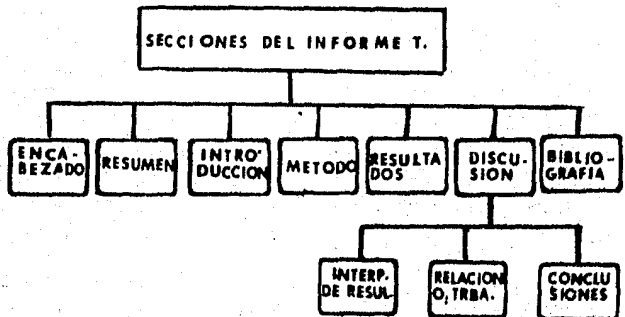 SECCIONES DEL INFORME T.
ENCA-
BEZADO
RESUMEN
INTRO-
DUCCION
METODO
RESULTA
DOS
DISCU-
SION
BIBLIO-
GRAFIA
INTERP.
DE RESUL.
RELACION
O, TRBA.
CONCLU
SIONES